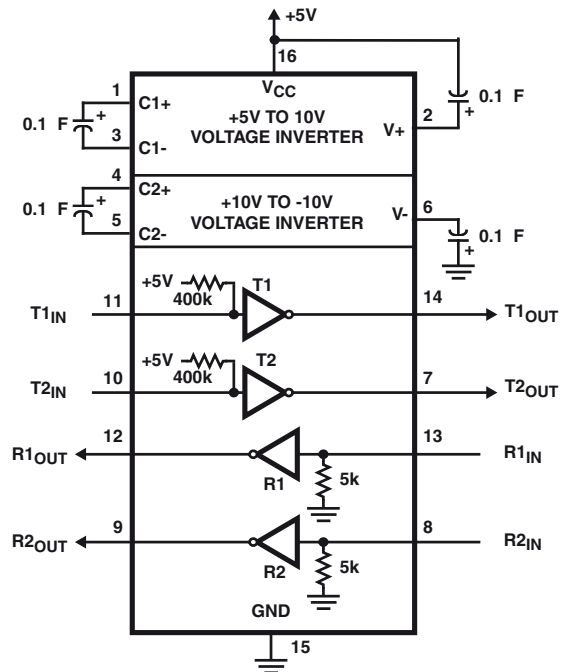 +5V
16
VCC
1
C1+
+5V TO 10V
VOLTAGE INVERTER
0.1 F
+
3
C1-
2
V+
0.1 F
+
4
C2+
+10V TO -10V
VOLTAGE INVERTER
0.1 F
+
5
C2-
6
V-
0.1 F
+
+5V
400k
T1
T1IN
11
14
T1OUT
+5V
400k
T2
T2IN
10
7
T2OUT
R1OUT
12
13
R1IN
R1
5k
R2OUT
9
8
R2IN
R2
5k
GND
15